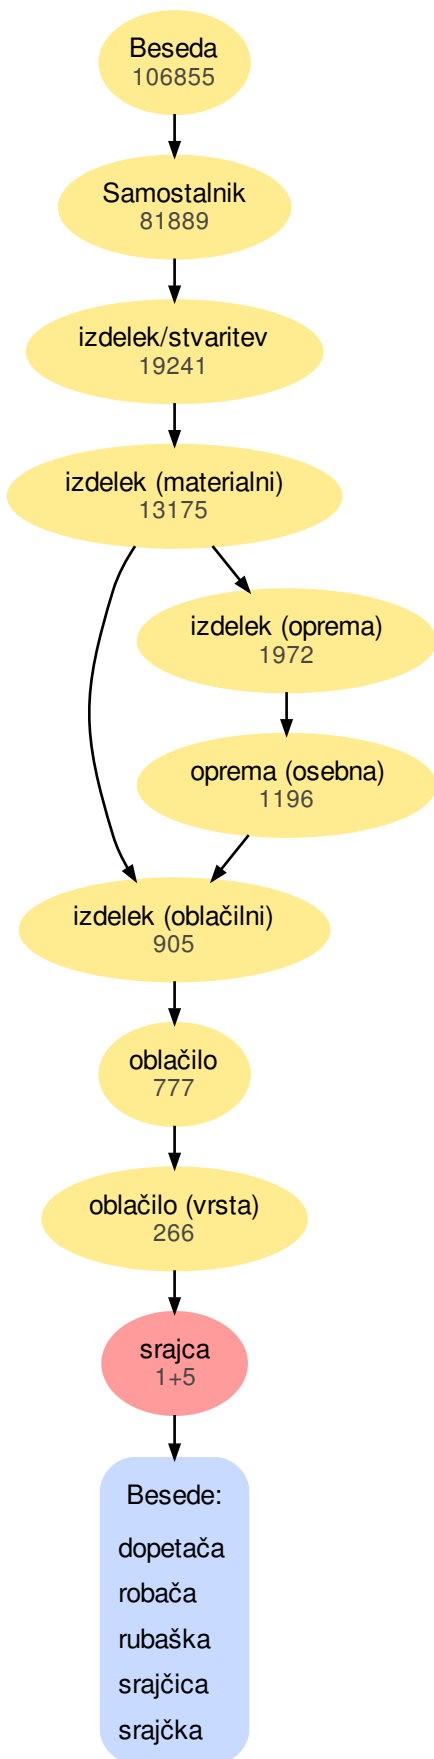 Beseda
106855
Samostalnik
81889
izdelek/stvaritev
19241
izdelek (materialni)
13175
izdelek (oprema)
1972
oprema (osebna)
1196
izdelek (oblačilni)
905
oblačilo
777
oblačilo (vrsta)
266
srajca
1+5
Besede:
dopetača
robača
rubaška
srajčica
srajčka